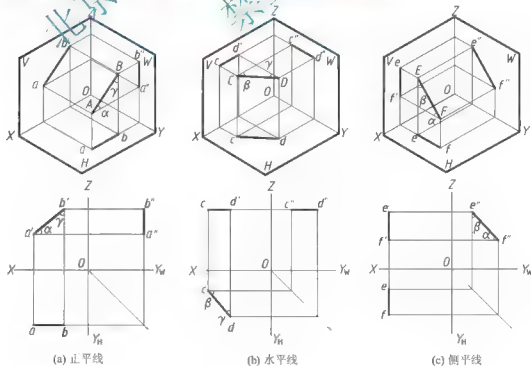 Z
Z
Z
V
b'
B
b"
W
a'
A
γ
α
a"
O
X
a
b
H
Y
V
c'
d'
c"
d"
W
C
γ
β
D
O
X
c
d
H
Y
V
e'
E
e"
W
f'
β
O
F
α
f"
X
e
f
H
Y
Z
b'
b"
a'
α
γ
a"
X
O
Y_W
a
b
Y_H
Z
c
d'
c"
d"
X
O
Y_W
c
β
γ
d
Y_H
Z
e
e"
f'
β
α
f"
X
O
Y_W
e
f
Y_H
(a) 正平线
(b) 水平线
(c) 侧平线